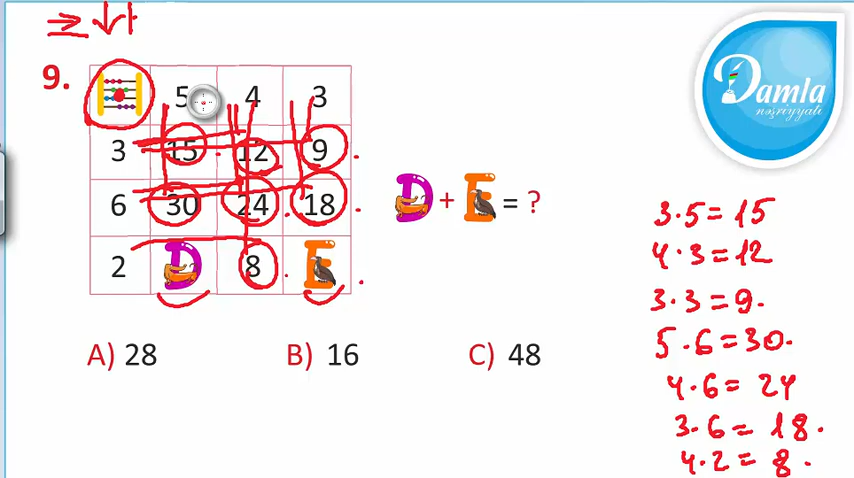 9.
5 4 3
3 15 12 9
6 30 24 18
2 D 8 E
D + E = ?
A) 28 B) 16 C) 48
Damla
nəşriyyatı
3·5=15
4·3=12
3·3=9.
5·6=30.
4·6=24
3·6=18.
4·2=8.